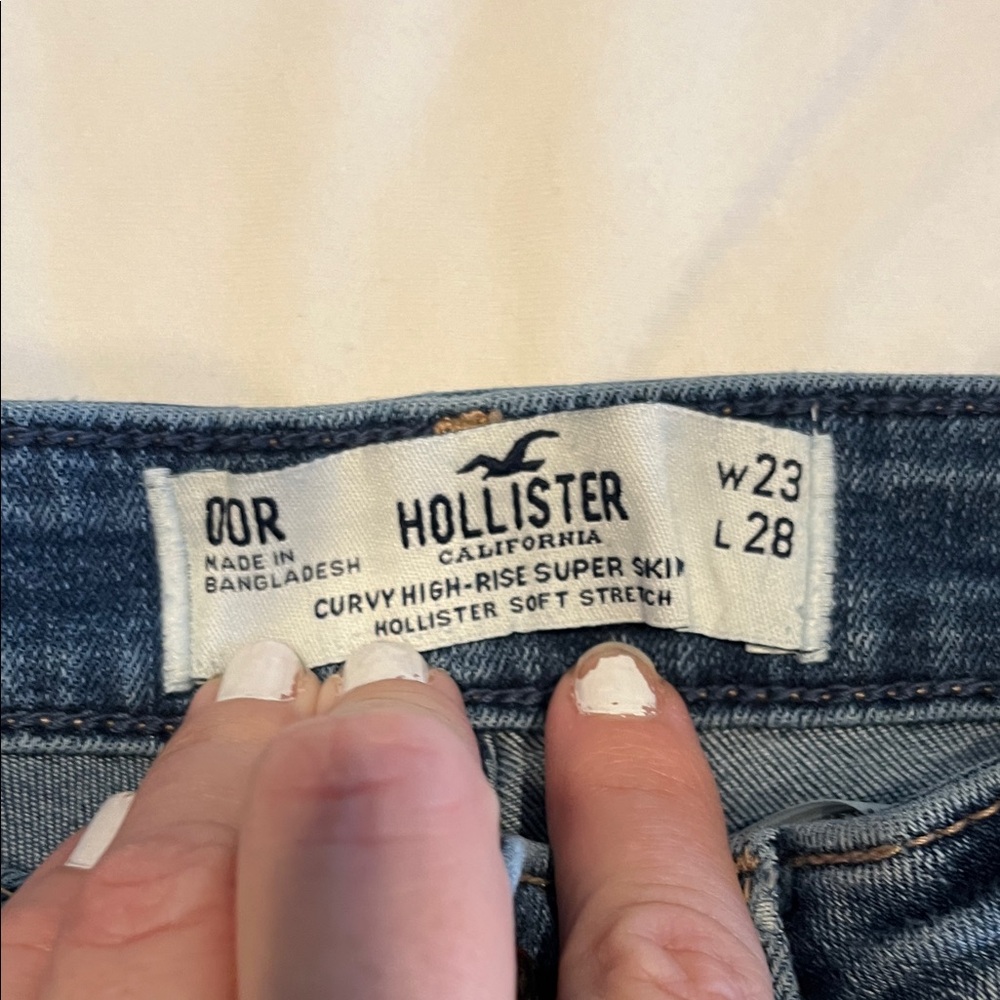 00R
MADE IN
BANGLADESH
HOLLISTER
CALIFORNIA
CURVY HIGH-RISE SUPER
HOLLISTER SOFT STRETCH
W23
L 28